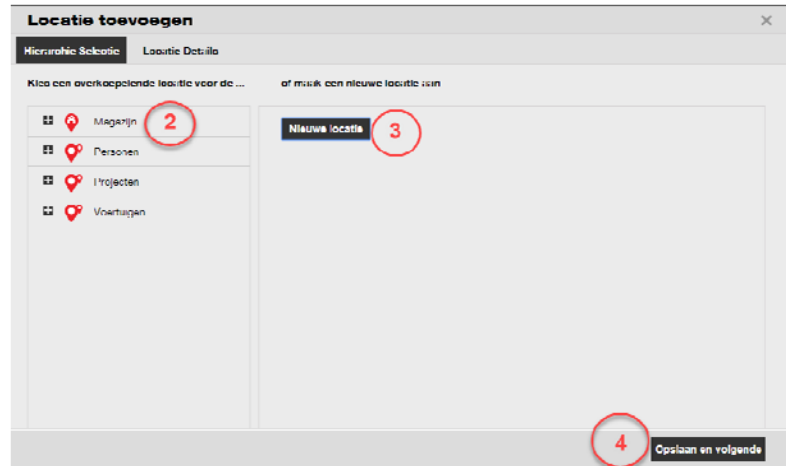 Locatie toevoegen
Hierarchie Selectie Locatie Details
Kies een overkoepelende locatie voor de ...
of maak een nieuwe locatie aan
Magazijn 2
Nieuwe locatie 3
Personen
Projecten
Voertuigen
4 Opslaan en volgende